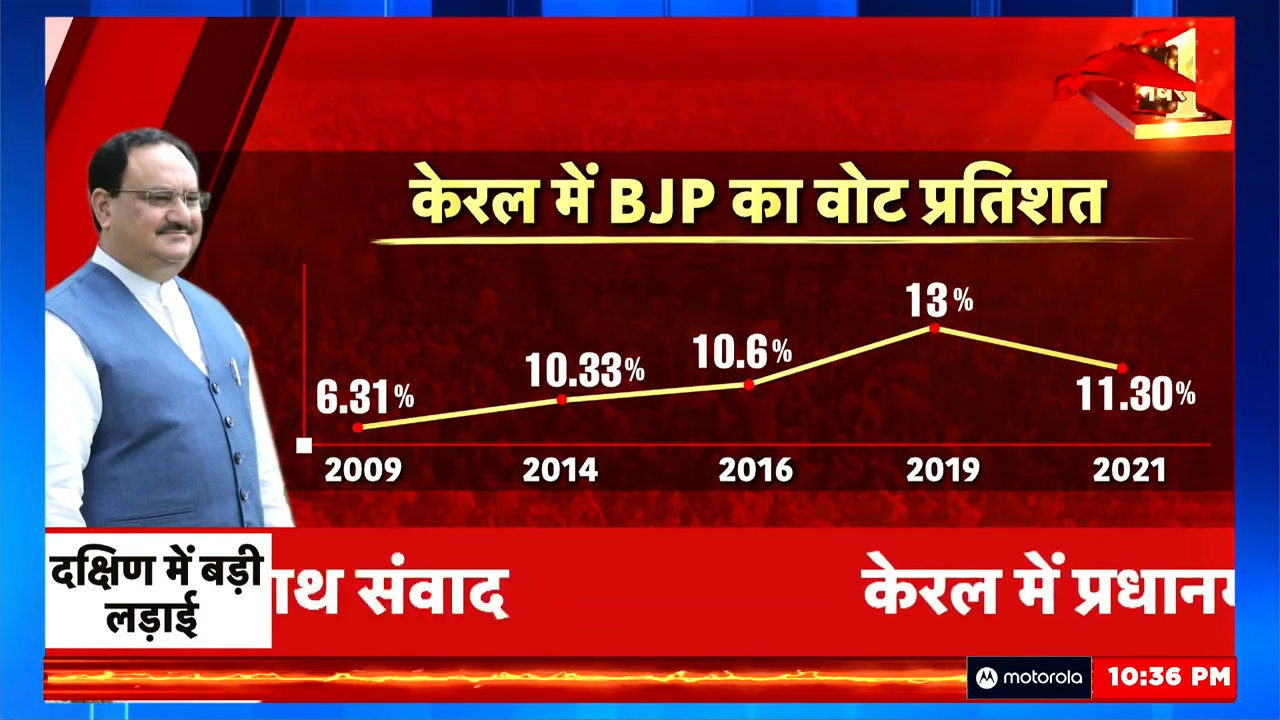 1
केरल में BJP का वोट प्रतिशत
6.31%
10.33%
10.6%
13%
11.30%
2009 2014 2016 2019 2021
दक्षिण में बड़ी
लड़ाई
संवाद केरल में
motorola 10:36 PM